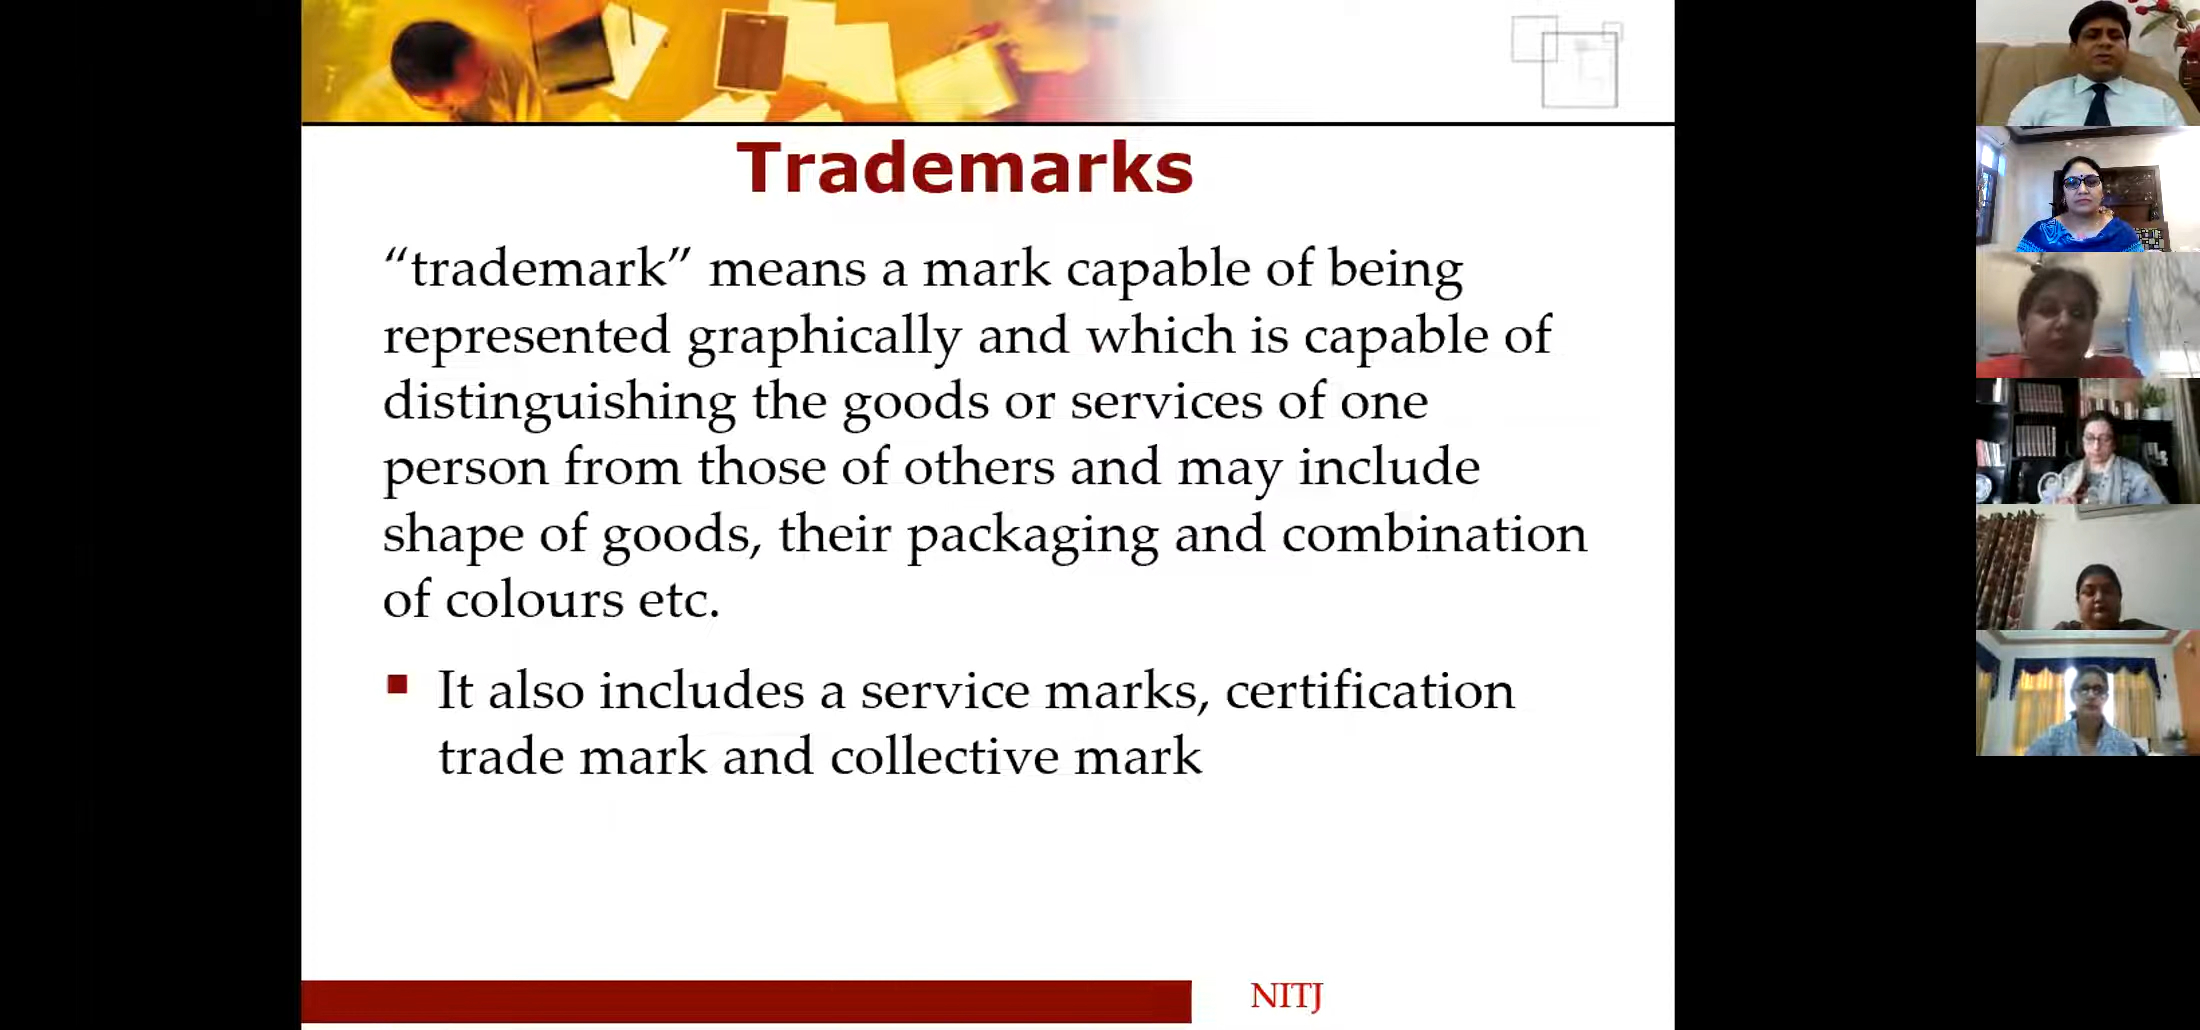 Trademarks
“trademark” means a mark capable of being
represented graphically and which is capable of
distinguishing the goods or services of one
person from those of others and may include
shape of goods, their packaging and combination
of colours etc.
It also includes a service marks, certification
trade mark and collective mark
NITJ